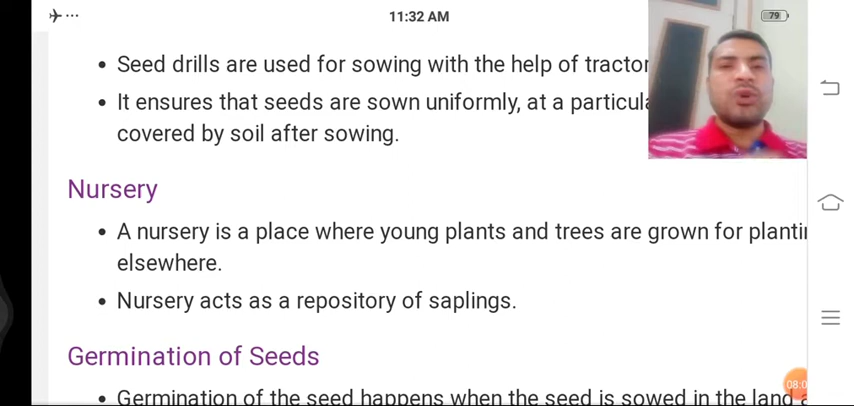 11:32 AM
79
Seed drills are used for sowing with the help of tractor
It ensures that seeds are sown uniformly, at a particula
covered by soil after sowing.
Nursery
A nursery is a place where young plants and trees are grown for plantin
elsewhere.
Nursery acts as a repository of saplings.
Germination of Seeds
08:0
Germination of the seed happens when the seed is sowed in the land a